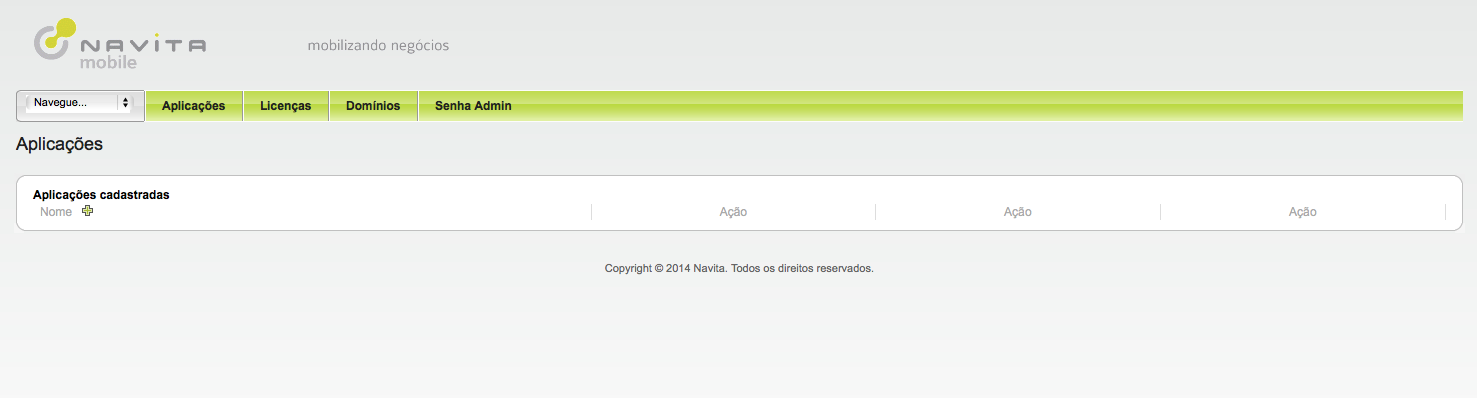 NAVITA
mobile
mobilizando negócios
Navegue... Aplicações Licenças Domínios Senha Admin
Aplicações
Aplicações cadastradas
Nome Ação Ação Ação
Copyright © 2014 Navita. Todos os direitos reservados.